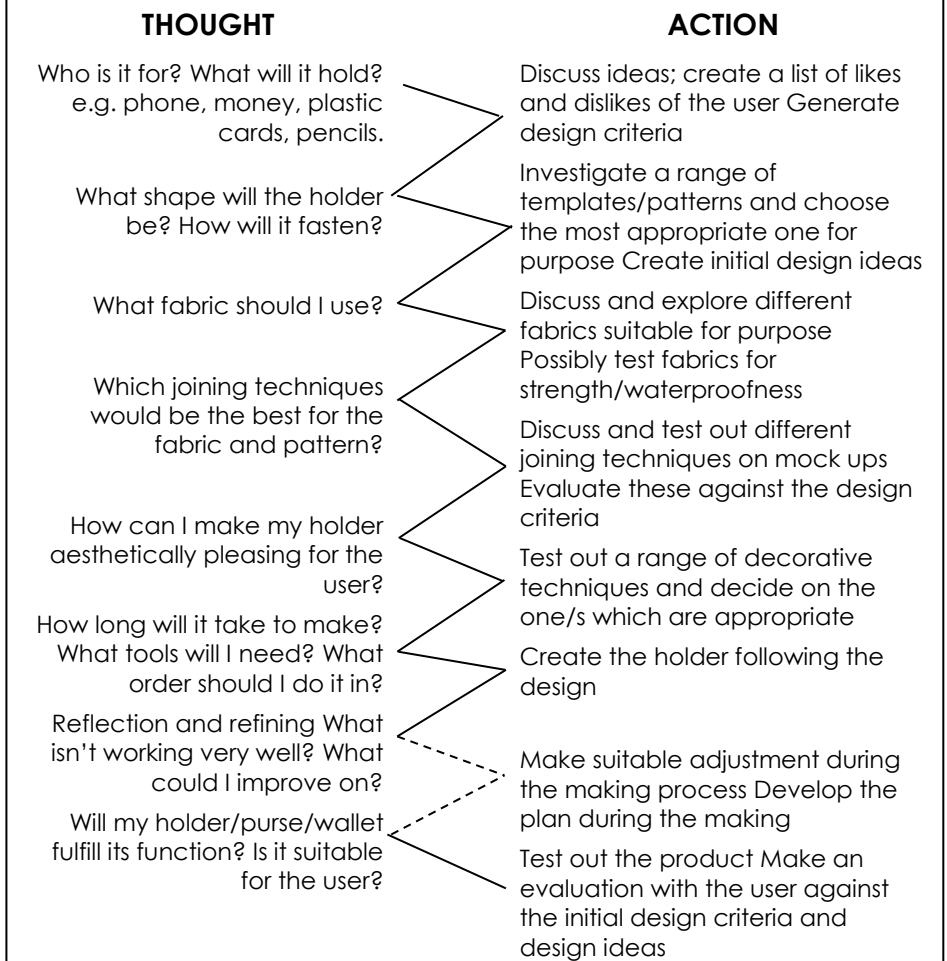 THOUGHT
ACTION
Who is it for? What will it hold?
e.g. phone, money, plastic
cards, pencils.
Discuss ideas; create a list of likes
and dislikes of the user Generate
design criteria
What shape will the holder
be? How will it fasten?
Investigate a range of
templates/patterns and choose
the most appropriate one for
purpose Create initial design ideas
What fabric should I use?
Discuss and explore different
fabrics suitable for purpose
Possibly test fabrics for
strength/waterproofness
Which joining techniques
would be the best for the
fabric and pattern?
Discuss and test out different
joining techniques on mock ups
Evaluate these against the design
criteria
How can I make my holder
aesthetically pleasing for the
user?
Test out a range of decorative
techniques and decide on the
one/s which are appropriate
How long will it take to make?
What tools will I need? What
order should I do it in?
Create the holder following the
design
Reflection and refining What
isn't working very well? What
could I improve on?
Make suitable adjustment during
the making process Develop the
plan during the making
Will my holder/purse/wallet
fulfill its function? Is it suitable
for the user?
Test out the product Make an
evaluation with the user against
the initial design criteria and
design ideas